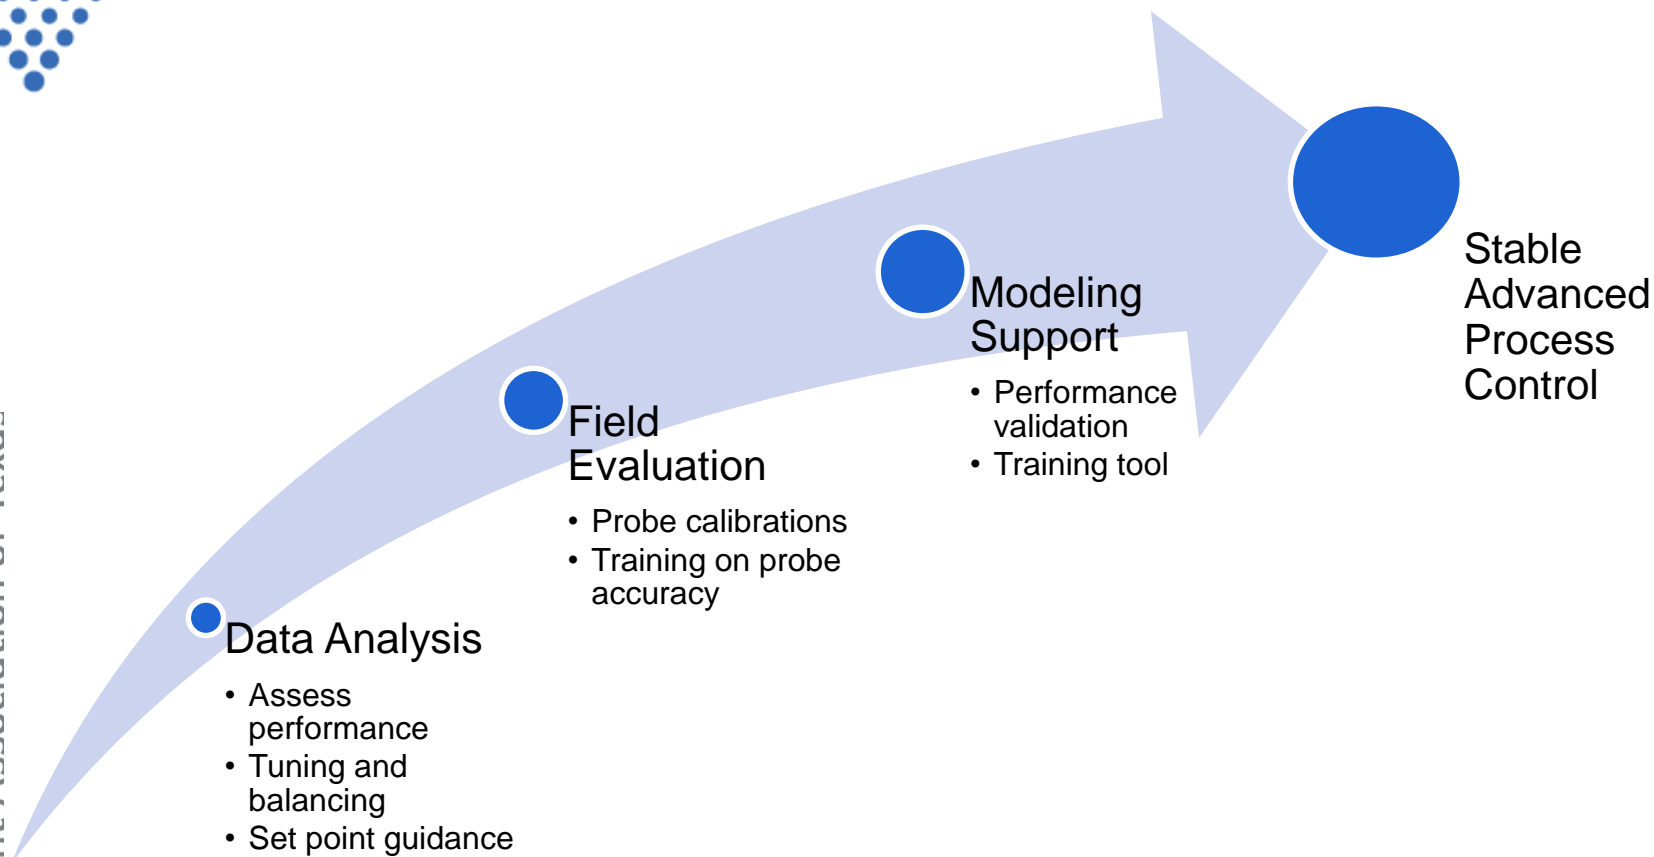 Data Analysis
• Assess
performance
• Tuning and
balancing
• Set point guidance
Field
Evaluation
• Probe calibrations
• Training on probe
accuracy
Modeling
Support
• Performance
validation
• Training tool
Stable
Advanced
Process
Control